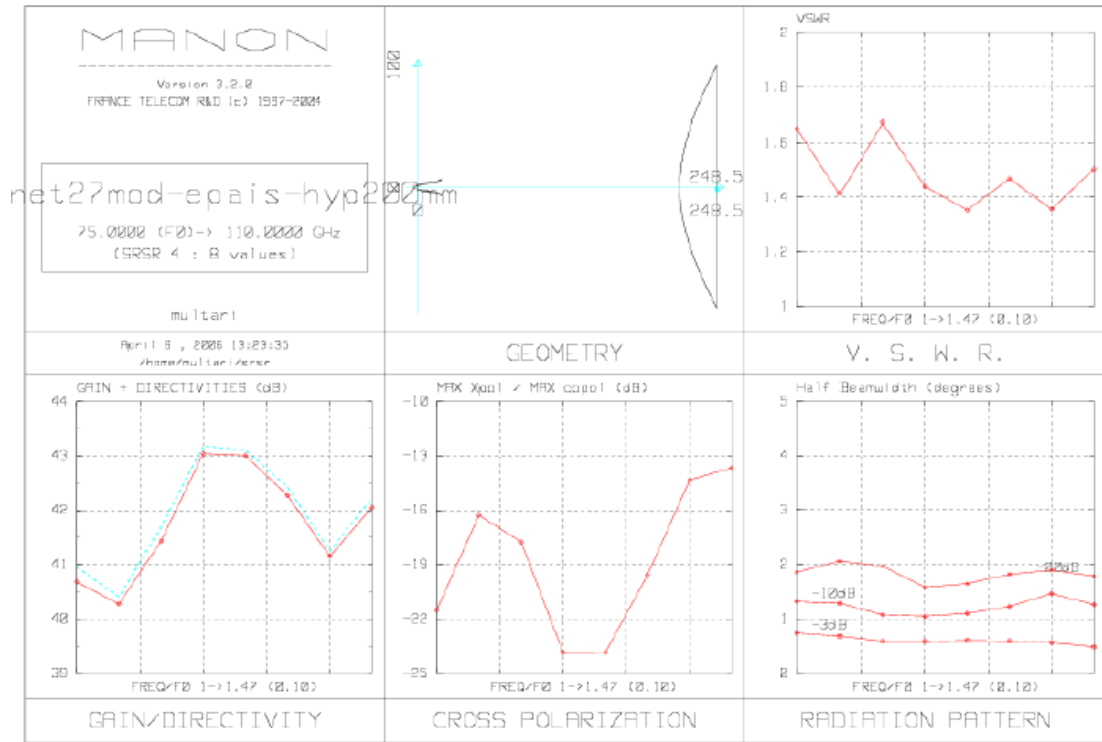 MANON
Version 3.2.0
FRANCE TELECOM R&D (c) 1997-2004
net27mod-epais-hyp200mm
75.0000 (F0)-> 110.0000 GHz
(SRSR 4 : 8 values)
multari
April 6 , 2006 13:23:35
/home/multari/srsr
100
0
0
248.5
248.5
GEOMETRY
VSWR
2
1.8
1.6
1.4
1.2
1
FREQ/F0 1->1.47 (0.10)
V. S. W. R.
GAIN + DIRECTIVITIES (dB)
44
43
42
41
40
39
FREQ/F0 1->1.47 (0.10)
GAIN/DIRECTIVITY
MAX Xpol / MAX copol (dB)
-10
-13
-16
-19
-22
-25
FREQ/F0 1->1.47 (0.10)
CROSS POLARIZATION
Half Beamwidth (degrees)
5
4
3
2
1
0
-20dB
-10dB
-3dB
FREQ/F0 1->1.47 (0.10)
RADIATION PATTERN